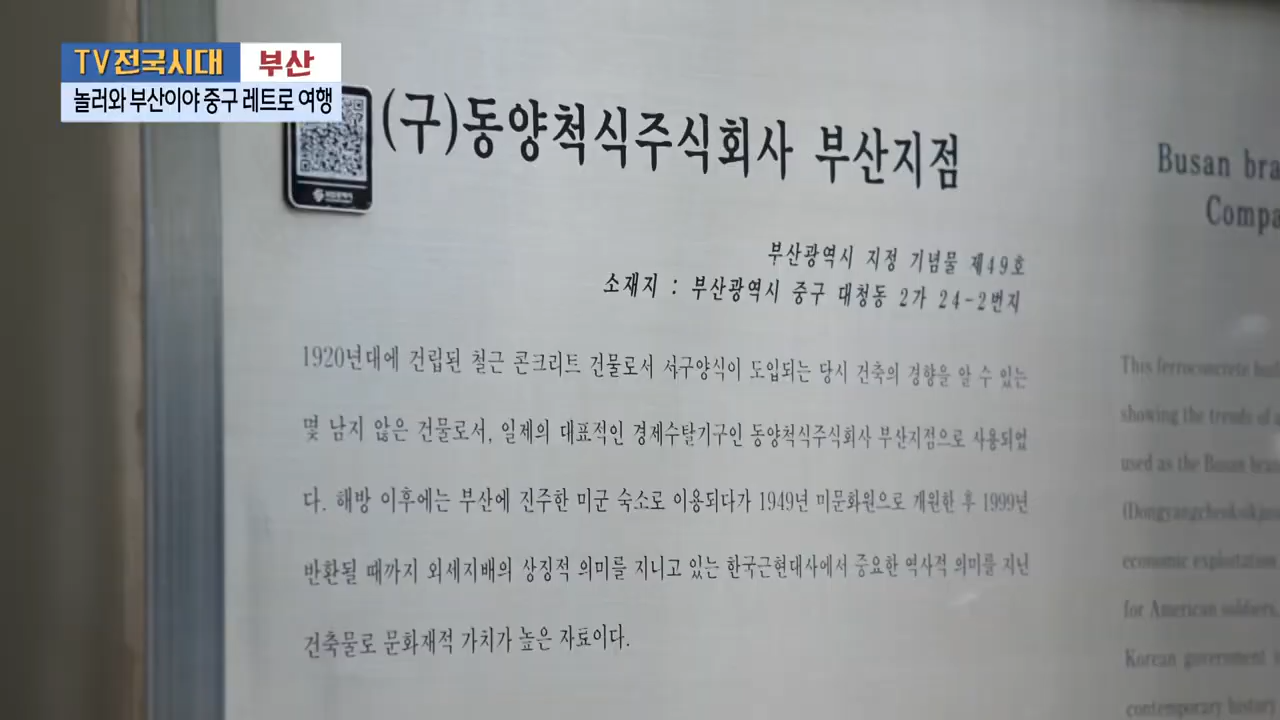 TV전국시대 부산
놀러와 부산이야 중구 레트로 여행
(구)동양척식주식회사 부산지점
부산광역시 지정 기념물 제49호
소재지 : 부산광역시 중구 대청동 2가 24-2번지
1920년대에 건립된 철근 콘크리트 건물로서 서구양식이 도입되는 당시 건축의 경향을 알 수 있는
몇 남지 않은 건물로서, 일제의 대표적인 경제수탈기구인 동양척식주식회사 부산지점으로 사용되었
다. 해방 이후에는 부산에 진주한 미군 숙소로 이용되다가 1949년 미문화원으로 개원한 후 1999년
반환될 때까지 외세지배의 상징적 의미를 지니고 있는 한국근현대사에서 중요한 역사적 의미를 지닌
건축물로 문화재적 가치가 높은 자료이다.
Busan bra
Compa
This ferroconcrete
showing the trends of a
used as the Busan bran
economic exploitation
for American soldiers,
Korean government
contemporary history